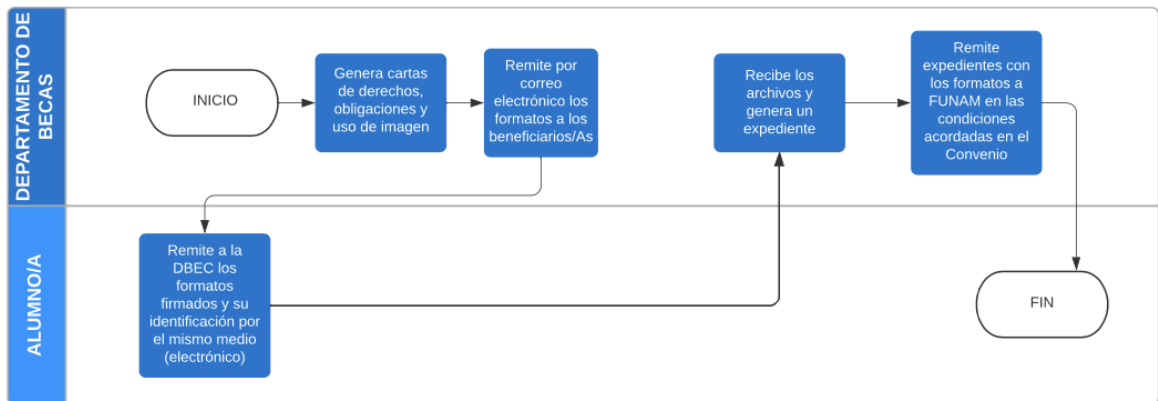 DEPARTAMENTO DE
BECAS
INICIO
Genera cartas
de derechos,
obligaciones y
uso de imagen
Remite por
correo
electrónico los
formatos a los
beneficiarios/As
Recibe los
archivos y
genera un
expediente
Remite
expedientes con
los formatos a
FUNAM en las
condiciones
acordadas en el
Convenio
ALUMNO/A
Remite a la
DBEC los
formatos
firmados y su
identificación por
el mismo medio
(electrónico)
FIN